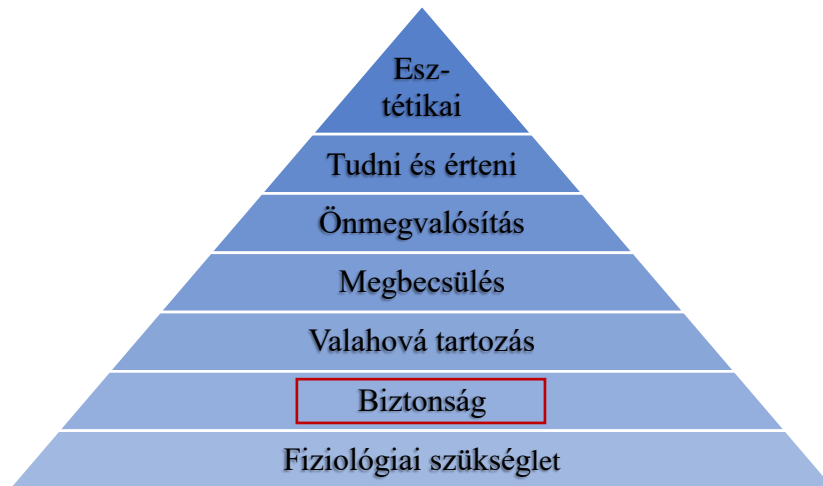 Esz-
tétikai
Tudni és érteni
Önmegvalósítás
Megbecsülés
Valahová tartozás
Biztonság
Fiziológiai szükséglet